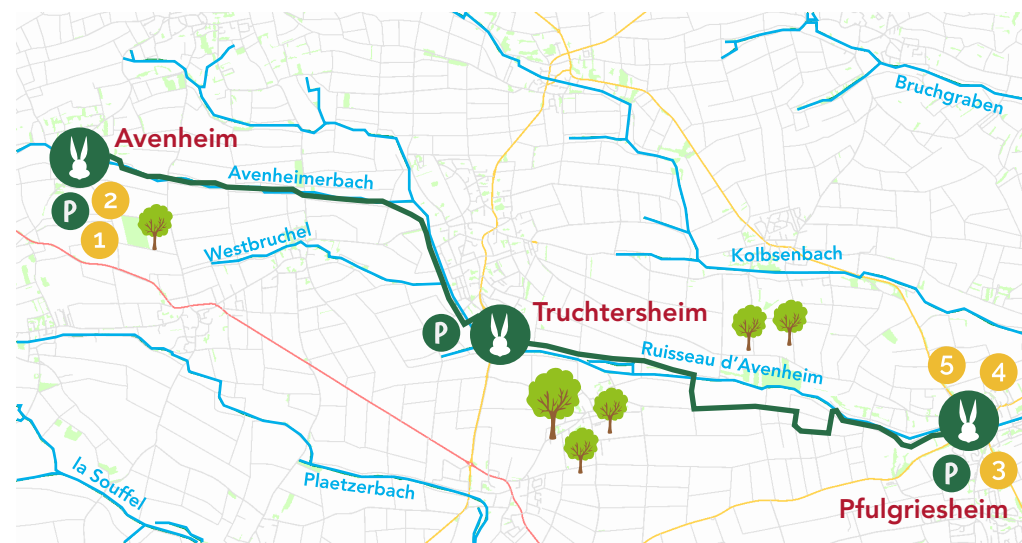 Bruchgraben
Avenheim
Avenheimerbach
P
2
1
Westbruchel
Kolbsenbach
Truchtersheim
P
Ruisseau d'Avenheim
5
4
3
P
la Souffel
Plaetzerbach
Pfulgriesheim